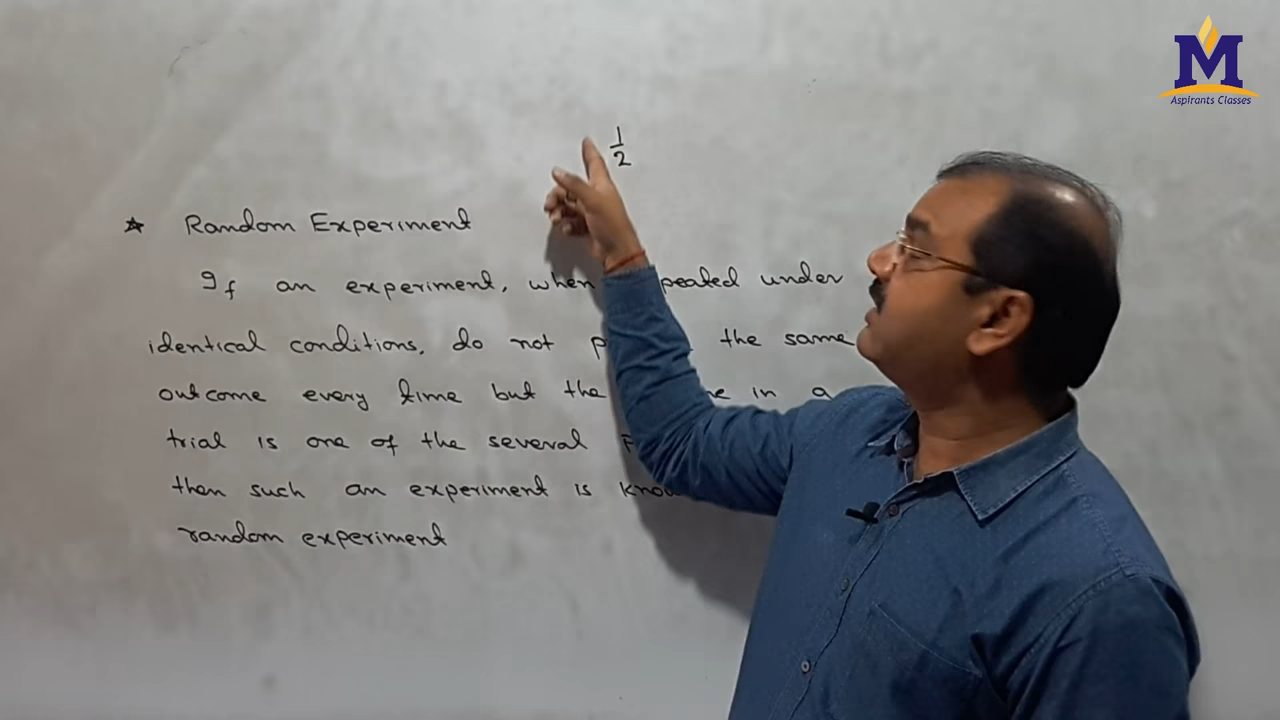 M
Aspirants Classes
1/2
☆ Random Experiment
If an experiment, when peated under
identical conditions, do not the same
outcome every time but the in a
trial is one of the several
then such an experiment is
random experiment